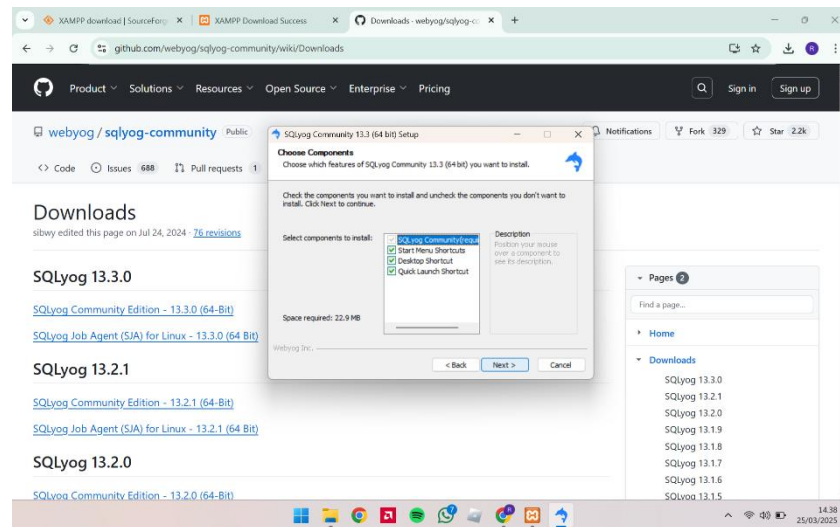 XAMPP download | SourceForg
XAMPP Download Success
Downloads · webyog/sqlyog-co
github.com/webyog/sqlyog-community/wiki/Downloads
Product Solutions Resources Open Source Enterprise Pricing Sign in Sign up
webyog / sqlyog-community Public Notifications Fork 329 Star 2.2k
Code Issues 688 Pull requests 1
SQLyog Community 13.3 (64 bit) Setup
Choose Components
Choose which features of SQLyog Community 13.3 (64 bit) you want to install.
Check the components you want to install and uncheck the components you don't want to
install. Click Next to continue.
Select components to install:
SQLyog Community(requi
Start Menu Shortcuts
Desktop Shortcut
Quick Launch Shortcut
Description
Position your mouse
over a component to
see its description.
Space required: 22.9 MB
Webyog Inc.
< Back Next > Cancel
Downloads
sibwy edited this page on Jul 24, 2024 · 76 revisions
SQLyog 13.3.0
SQLyog Community Edition - 13.3.0 (64-Bit)
SQLyog Job Agent (SJA) for Linux - 13.3.0 (64 Bit)
SQLyog 13.2.1
SQLyog Community Edition - 13.2.1 (64-Bit)
SQLyog Job Agent (SJA) for Linux - 13.2.1 (64 Bit)
SQLyog 13.2.0
SQLyog Community Edition - 13.2.0 (64-Bit)
Pages 2
Find a page...
Home
Downloads
SQLyog 13.3.0
SQLyog 13.2.1
SQLyog 13.2.0
SQLyog 13.1.9
SQLyog 13.1.8
SQLyog 13.1.7
SQLyog 13.1.6
SQLyog 13.1.5
14.38
25/03/2025